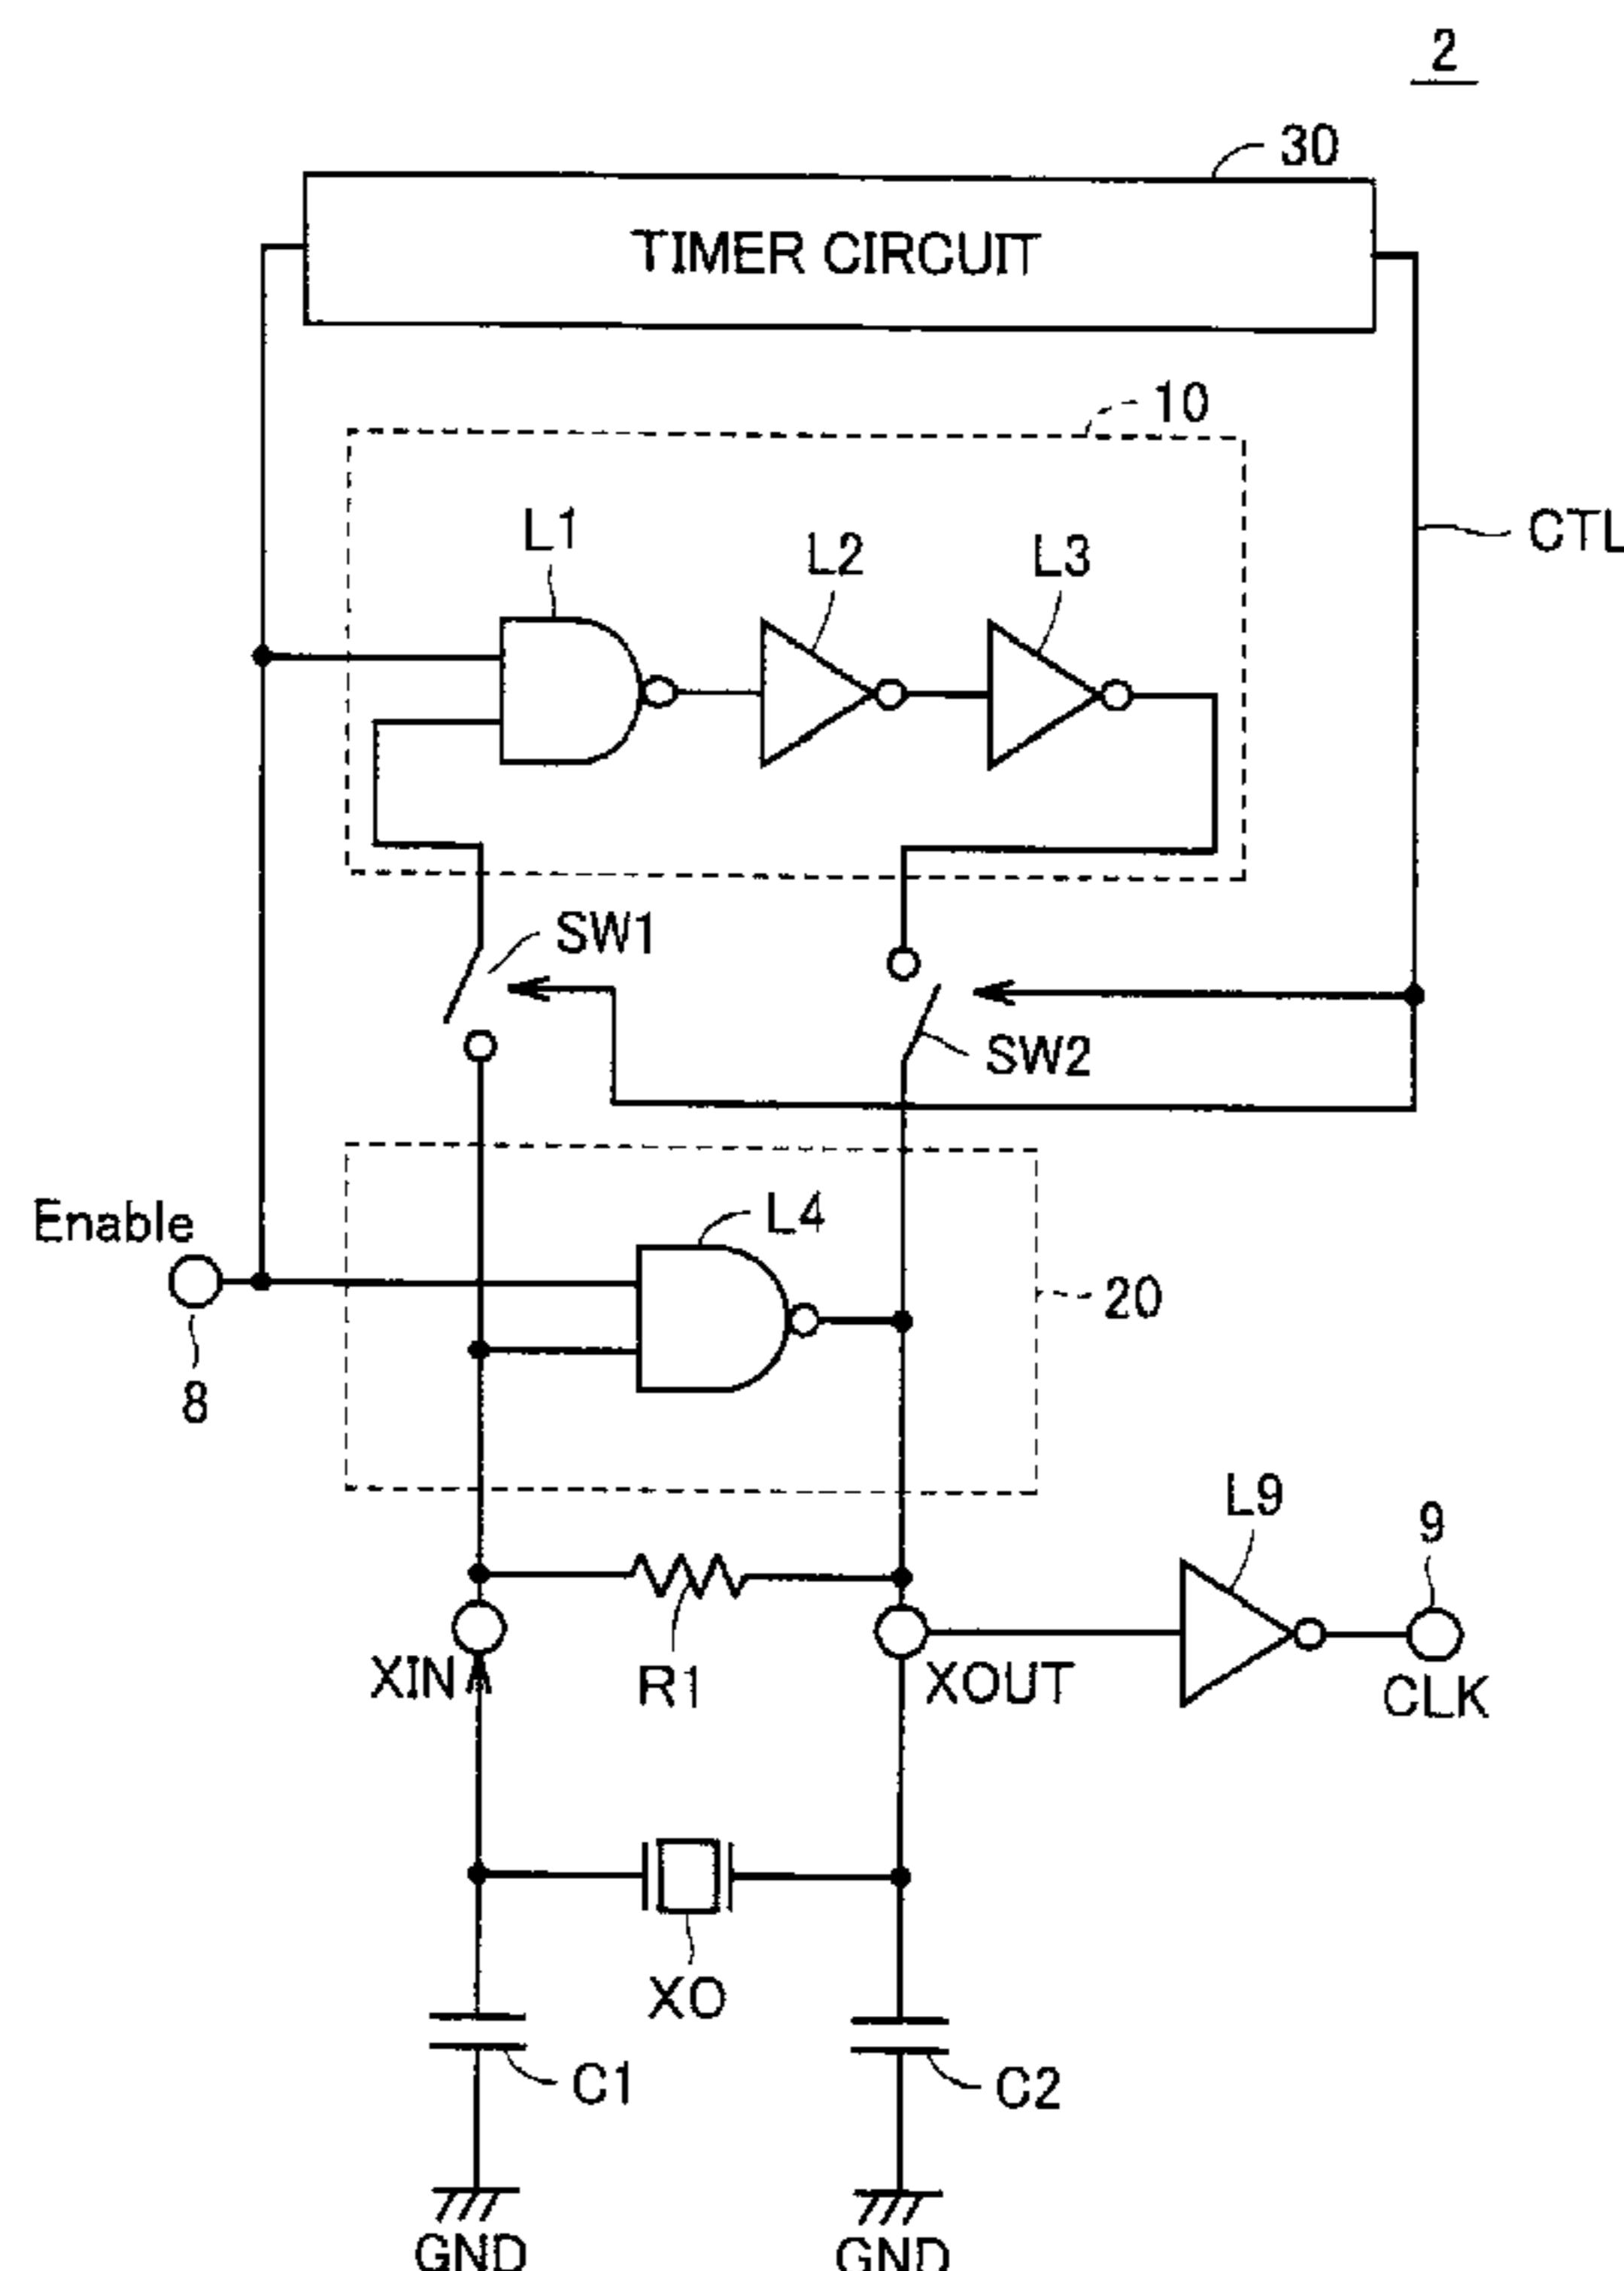 2
30
TIMER CIRCUIT
10
L1
L2
L3
CTL
SW1
SW2
Enable
L4
20
8
L9
9
XIN
R1
XOUT
CLK
XO
C1
C2
GND
GND